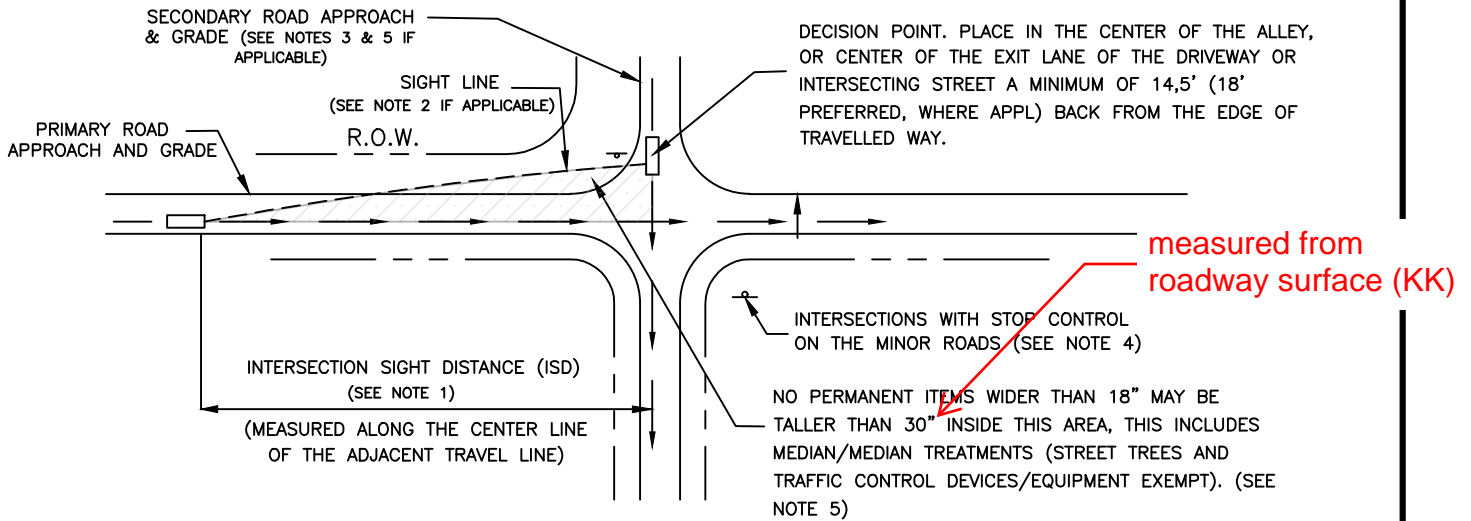 SECONDARY ROAD APPROACH
& GRADE (SEE NOTES 3 & 5 IF
APPLICABLE)
SIGHT LINE
(SEE NOTE 2 IF APPLICABLE)
R.O.W.
PRIMARY ROAD
APPROACH AND GRADE
DECISION POINT. PLACE IN THE CENTER OF THE ALLEY,
OR CENTER OF THE EXIT LANE OF THE DRIVEWAY OR
INTERSECTING STREET A MINIMUM OF 14,5' (18'
PREFERRED, WHERE APPL) BACK FROM THE EDGE OF
TRAVELLED WAY.
measured from
roadway surface (KK)
INTERSECTIONS WITH STOP CONTROL
ON THE MINOR ROADS (SEE NOTE 4)
INTERSECTION SIGHT DISTANCE (ISD)
(SEE NOTE 1)
(MEASURED ALONG THE CENTER LINE
OF THE ADJACENT TRAVEL LINE)
NO PERMANENT ITEMS WIDER THAN 18" MAY BE
TALLER THAN 30" INSIDE THIS AREA, THIS INCLUDES
MEDIAN/MEDIAN TREATMENTS (STREET TREES AND
TRAFFIC CONTROL DEVICES/EQUIPMENT EXEMPT). (SEE
NOTE 5)